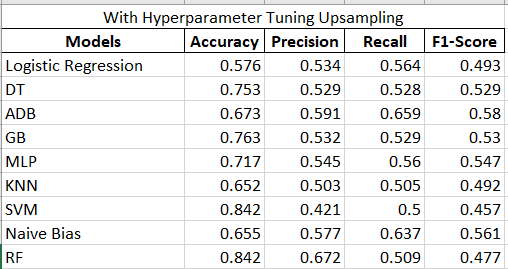 With Hyperparameter Tuning Upsampling
Models Accuracy Precision Recall F1-Score
Logistic Regression 0.576 0.534 0.564 0.493
DT 0.753 0.529 0.528 0.529
ADB 0.673 0.591 0.659 0.58
GB 0.763 0.532 0.529 0.53
MLP 0.717 0.545 0.56 0.547
KNN 0.652 0.503 0.505 0.492
SVM 0.842 0.421 0.5 0.457
Naive Bias 0.655 0.577 0.637 0.561
RF 0.842 0.672 0.509 0.477